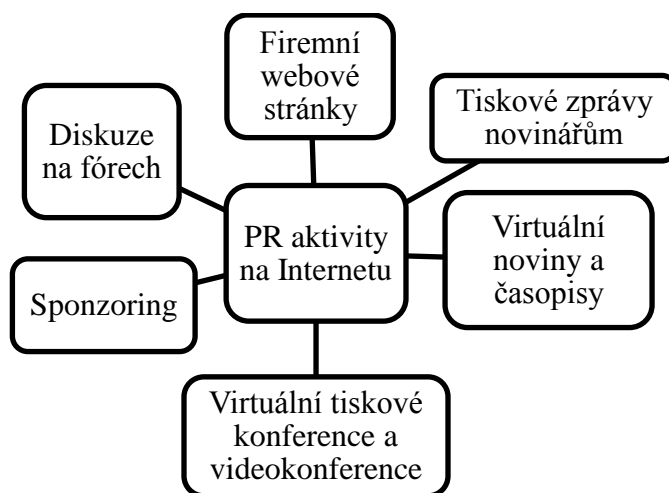 Firemní
webové
stránky
Tiskové zprávy
novinářům
Diskuze
na fórech
PR aktivity
na Internetu
Virtuální
noviny a
časopisy
Sponzoring
Virtuální tiskové
konference a
videokonference